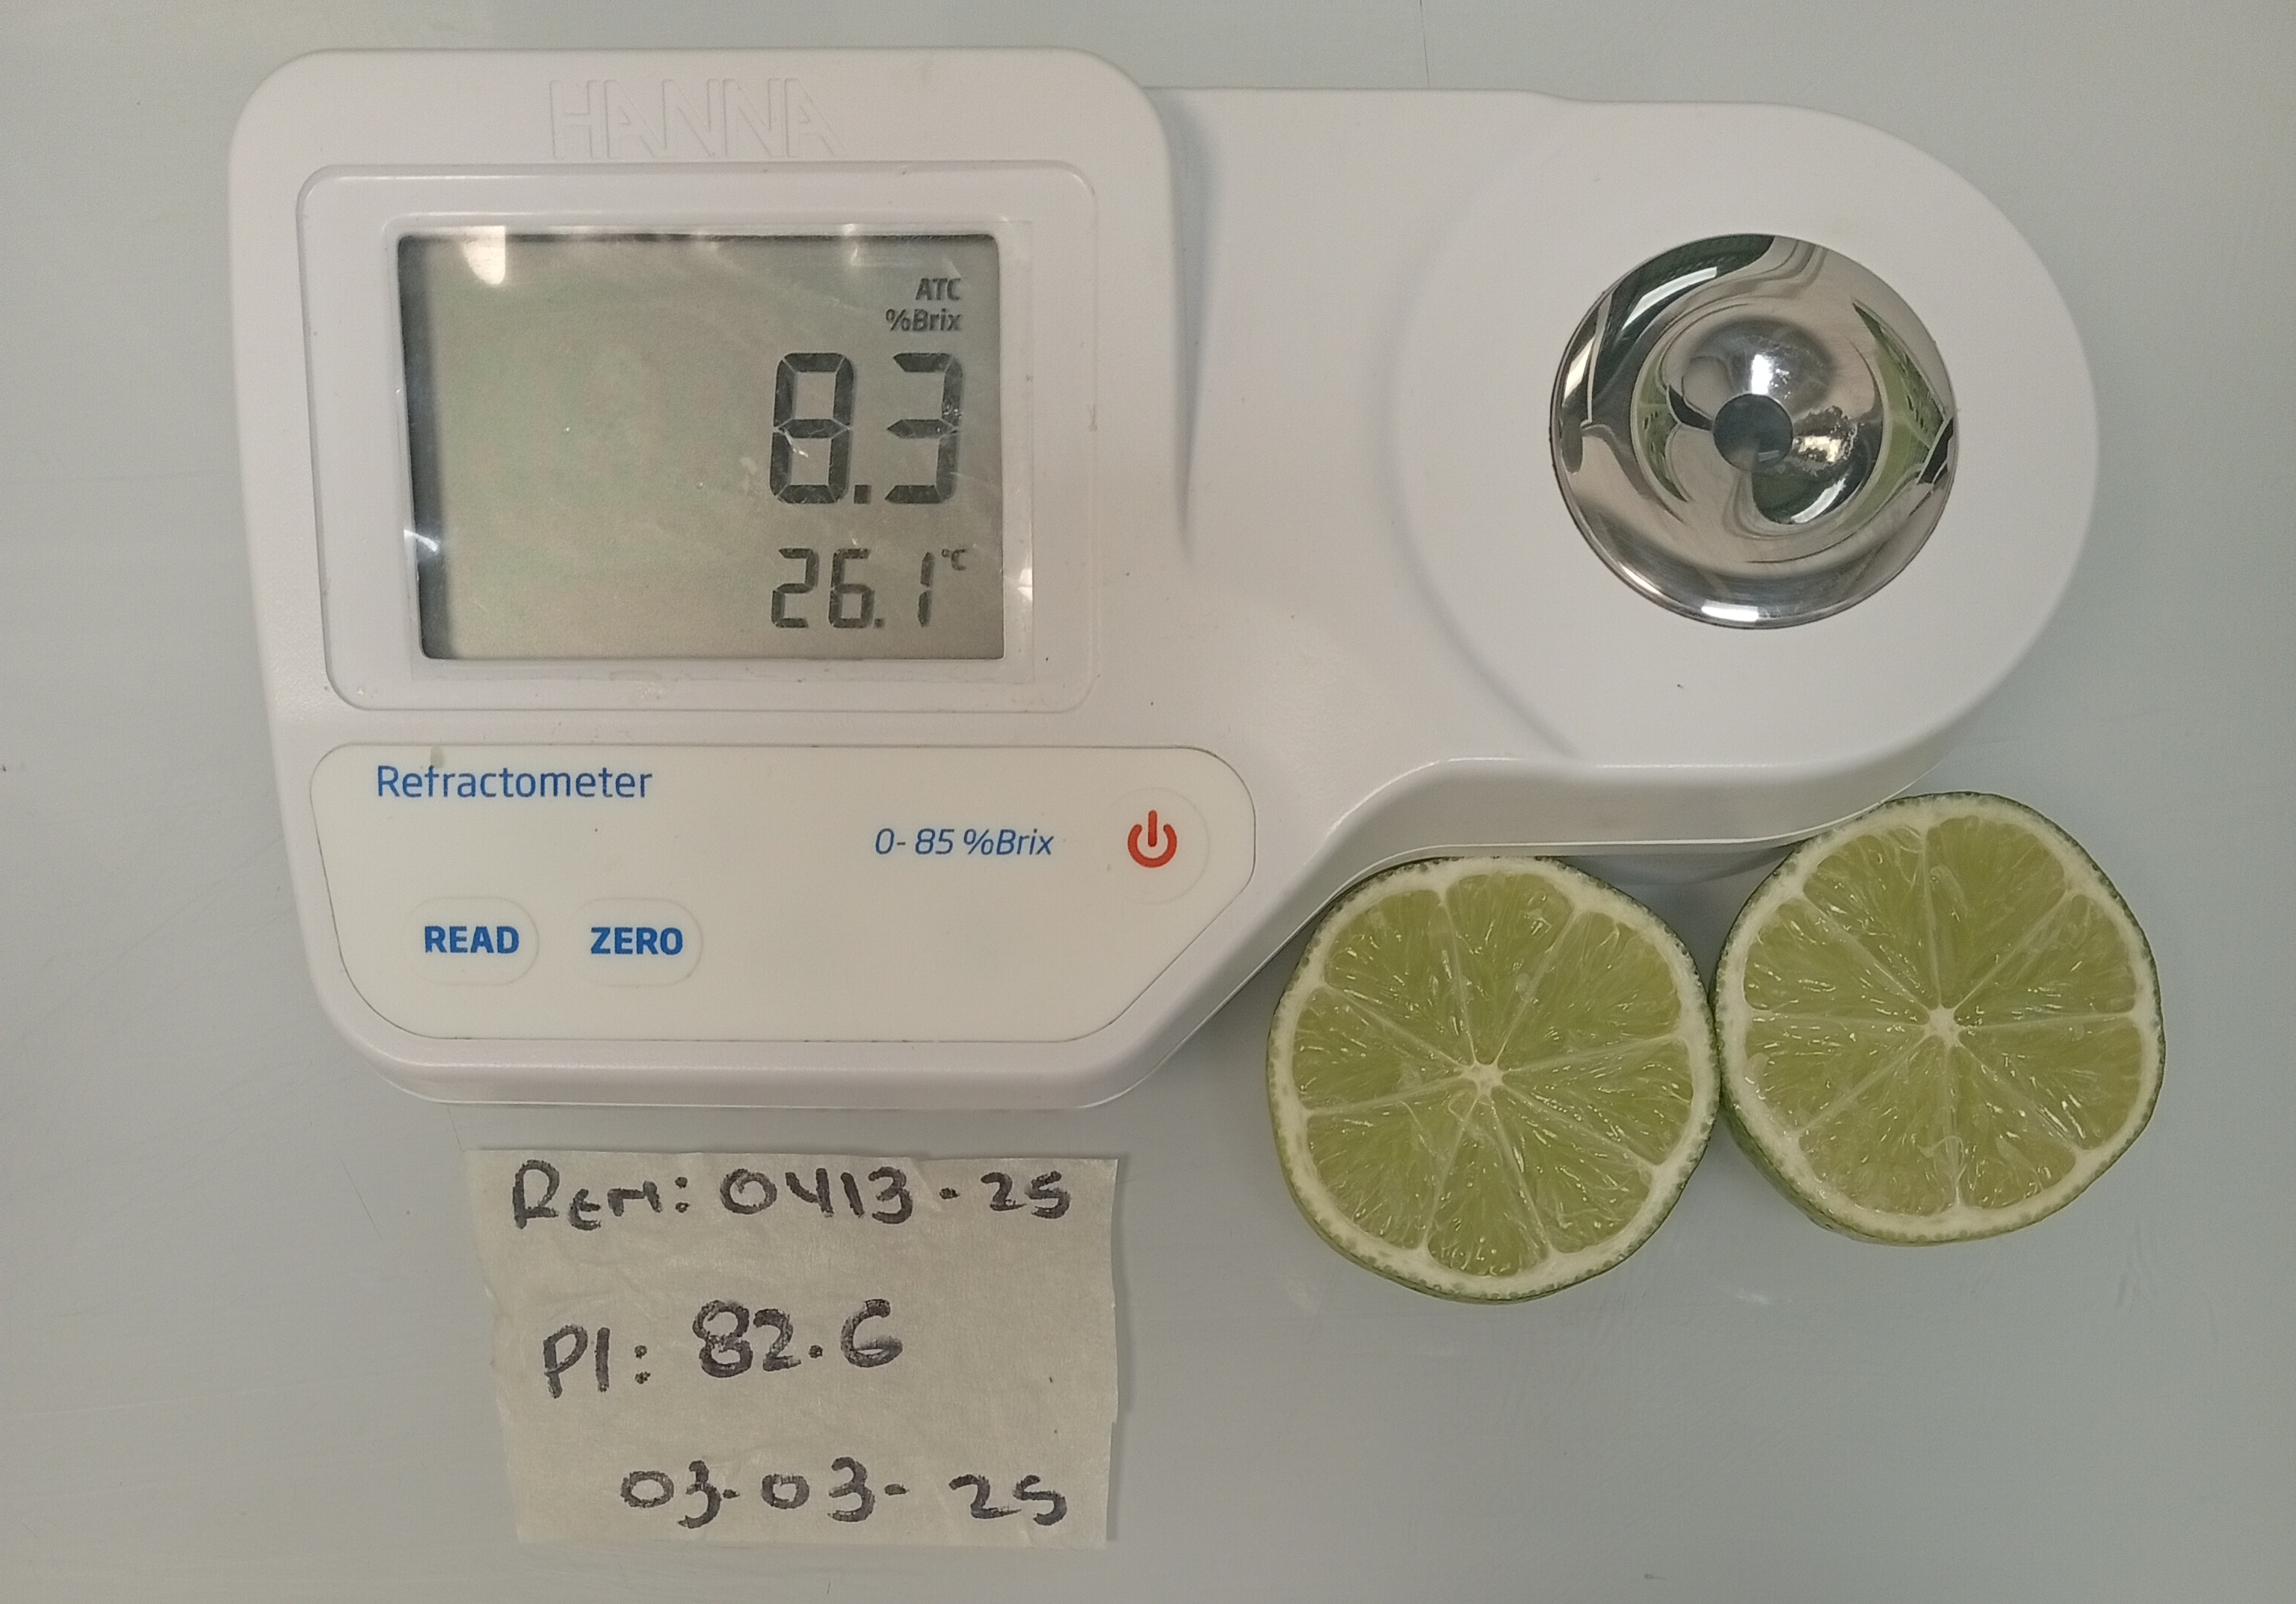 HANNA
ATC
%Brix
8.3
26.1°C
Refractometer
0-85 %Brix
READ ZERO
Rem: 0413-25
PI: 82.6
03-03-25